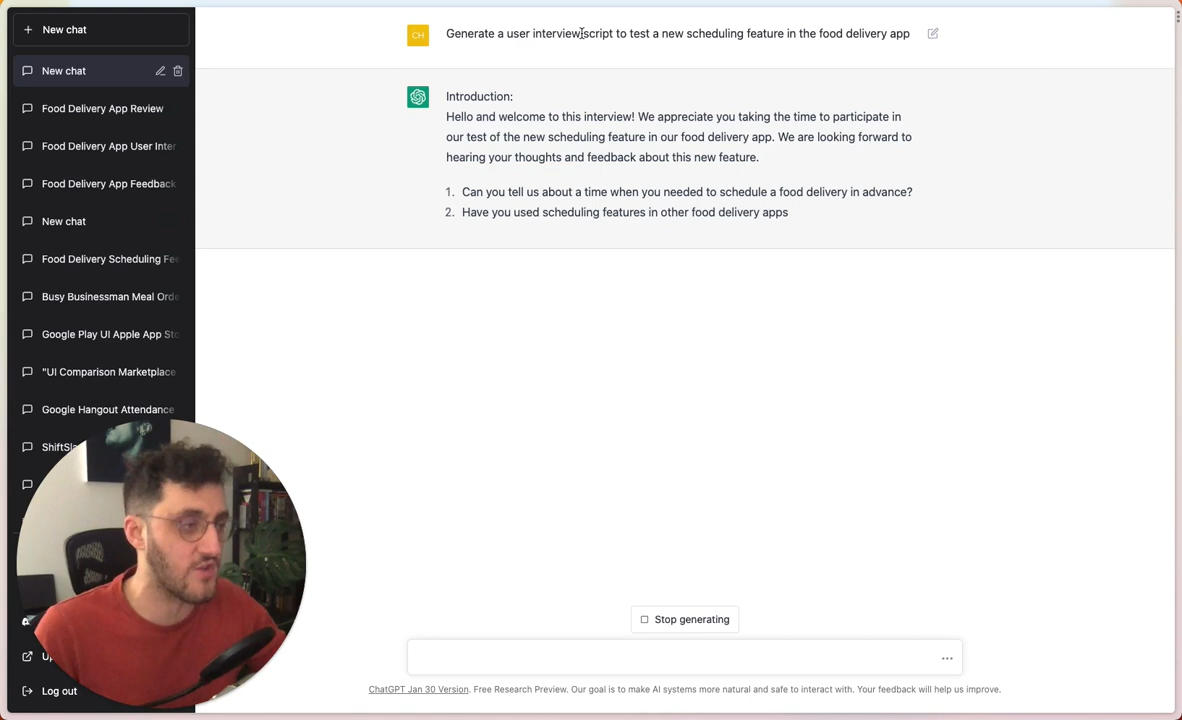 New chat
New chat
Food Delivery App Review
Food Delivery App User Inter
Food Delivery App Feedback
New chat
Food Delivery Scheduling Fe
Busy Businessman Meal Ord
Google Play UI Apple App Sto
"UI Comparison Marketplace
Google Hangout Attendance
Log out
CH
Generate a user interview script to test a new scheduling feature in the food delivery app
Introduction:
Hello and welcome to this interview! We appreciate you taking the time to participate in
our test of the new scheduling feature in our food delivery app. We are looking forward to
hearing your thoughts and feedback about this new feature.
1. Can you tell us about a time when you needed to schedule a food delivery in advance?
2. Have you used scheduling features in other food delivery apps
Stop generating
ChatGPT Jan 30 Version. Free Research Preview. Our goal is to make AI systems more natural and safe to interact with. Your feedback will help us improve.